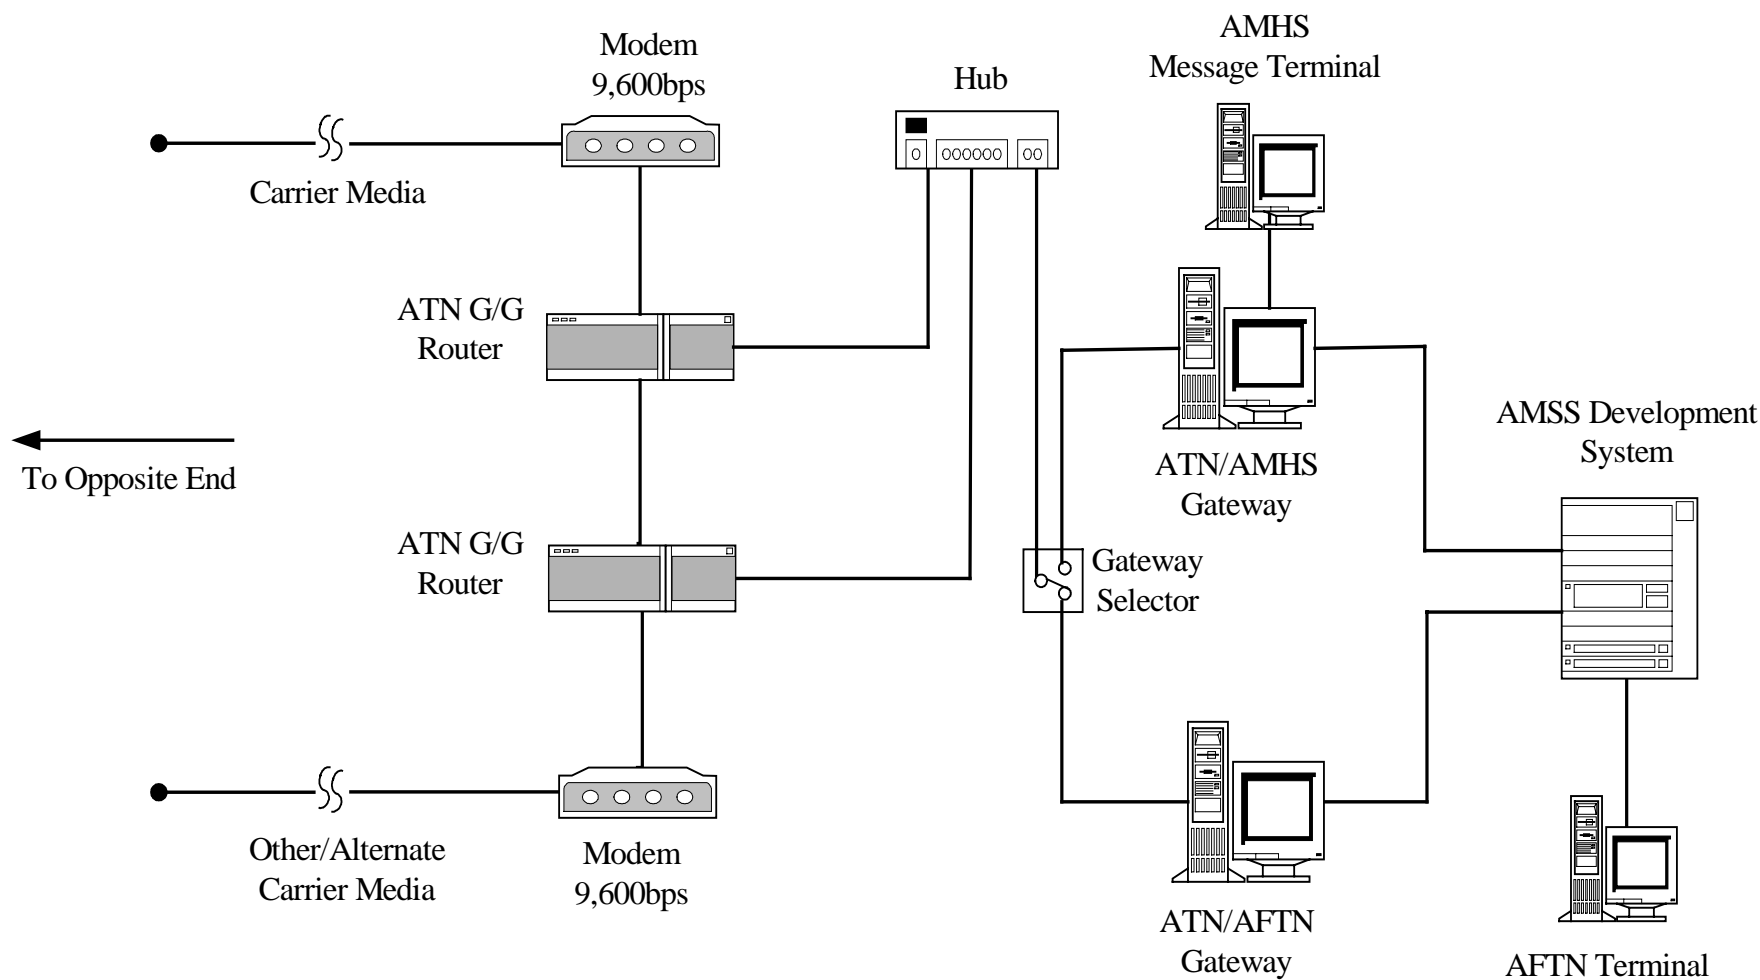 AMHS
Message Terminal
Modem
9,600bps
Hub
Carrier Media
ATN G/G
Router
AMSS Development
System
ATN/AMHS
Gateway
To Opposite End
ATN G/G
Router
Gateway
Selector
Other/Alternate
Carrier Media
Modem
9,600bps
ATN/AFTN
Gateway
AFTN Terminal